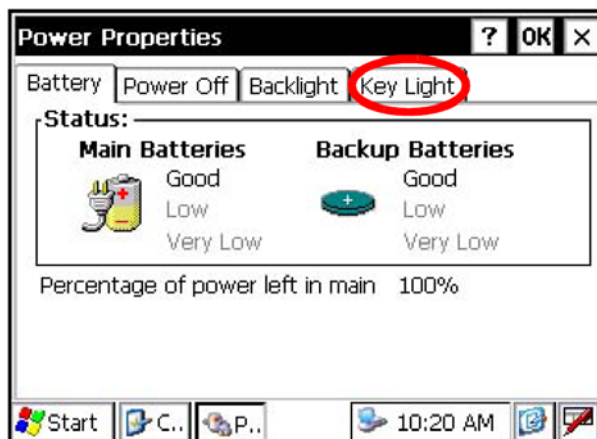 Power Properties ? OK ×
Battery Power Off Backlight Key Light
Status:
Main Batteries Backup Batteries
Good Good
Low Low
Very Low Very Low
Percentage of power left in main 100%
Start C.. P.. 10:20 AM